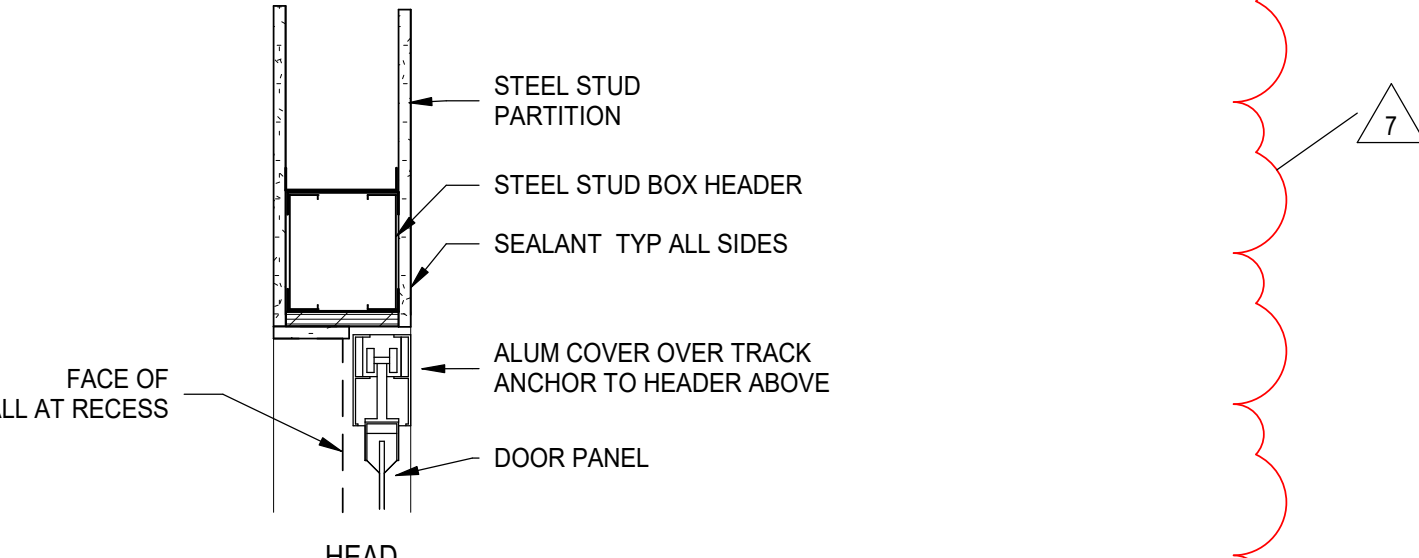 STEEL STUD
PARTITION
7
STEEL STUD BOX HEADER
SEALANT TYP ALL SIDES
ALUM COVER OVER TRACK
ANCHOR TO HEADER ABOVE
FACE OF
AT RECESS
DOOR PANEL
HEAD